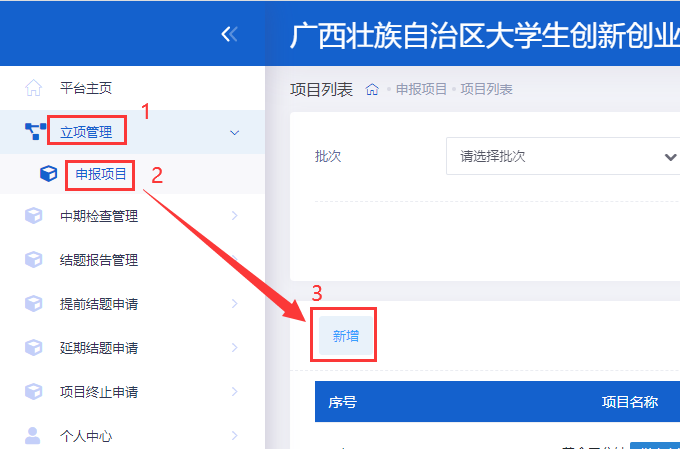 广西壮族自治区大学生创新创业
平台主页
立项管理
1
申报项目
2
中期检查管理
结题报告管理
提前结题申请
延期结题申请
项目终止申请
个人中心
项目列表 申报项目 项目列表
批次 请选择批次
3
新增
序号 项目名称